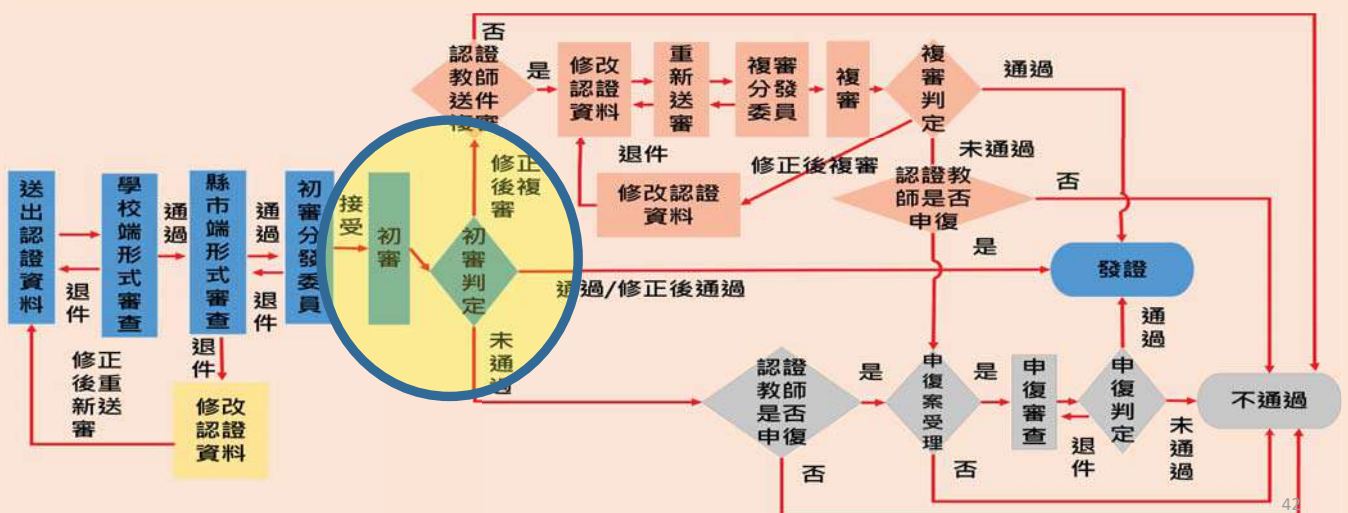 否
認證
教師
送件
複審
是
修改
認證
資料
重
新
送
審
複審
分發
委員
複
審
複
審
判
定
通過
退件
修正後複審
未通過
修改認證
資料
認證教
師是否
申復
否
是
送
出
認
證
資
料
退
件
學
校
端
形
式
審
查
通
過
縣
市
端
形
式
審
查
通
過
退
件
初
審
分
發
委
員
接
受
初
審
初
審
判
定
修正
後複
審
通過/修正後通過
發證
未
通
過
修正
後重
新送
審
退
件
修改
認證
資料
認證
教師
是否
申復
是
否
申
復
案
受
理
是
否
申
復
審
查
退
件
申
復
判
定
通
過
未
通
過
不通過
42